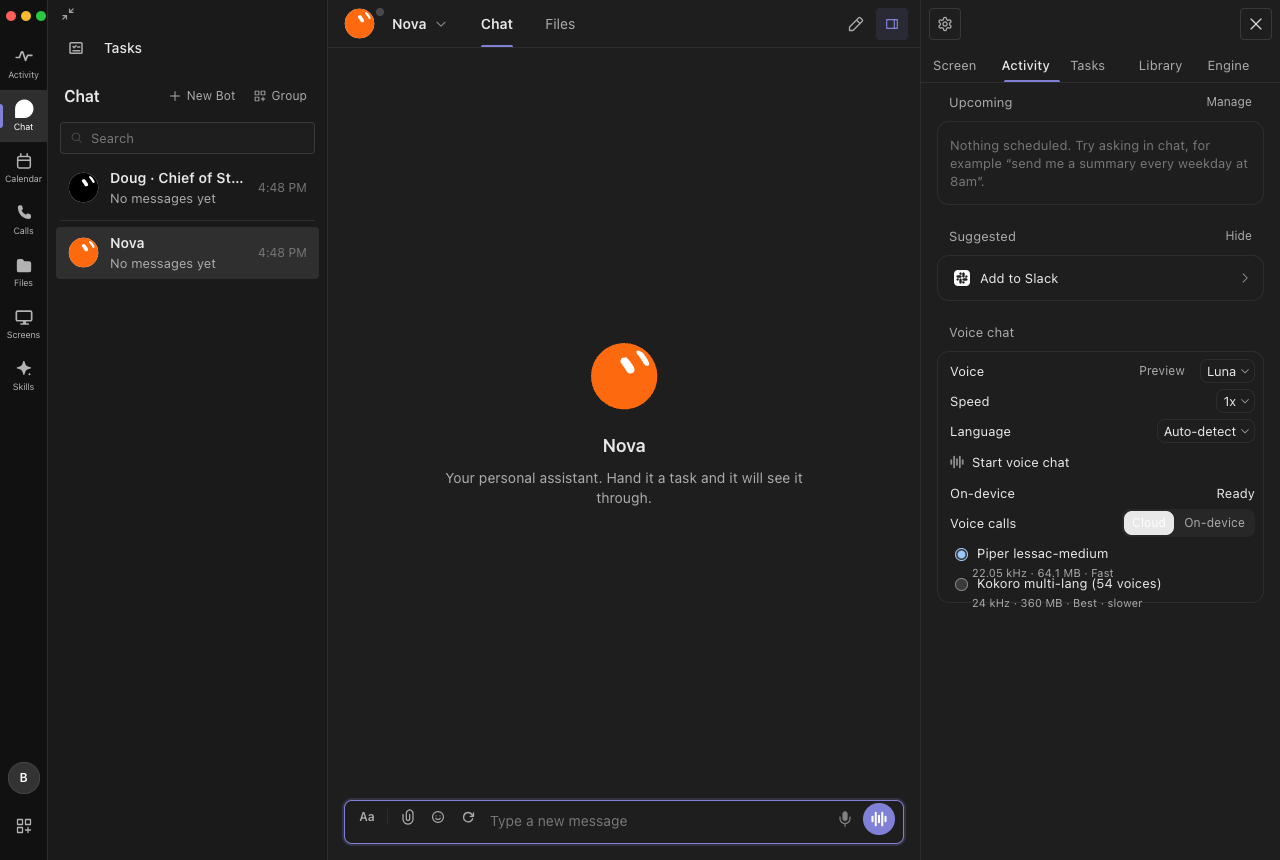 Activity
Chat
Calendar
Calls
Files
Screens
Skills
B
Tasks
Chat
New Bot
Group
Search
Doug · Chief of St...
4:48 PM
No messages yet
Nova
4:48 PM
No messages yet
Nova
Chat
Files
Nova
Your personal assistant. Hand it a task and it will see it
through.
Aa
Type a new message
Screen
Activity
Tasks
Library
Engine
Upcoming
Manage
Nothing scheduled. Try asking in chat, for
example “send me a summary every weekday at
8am”.
Suggested
Hide
Add to Slack
Voice chat
Voice
Preview
Luna
Speed
1x
Language
Auto-detect
Start voice chat
On-device
Ready
Voice calls
Cloud
On-device
Piper lessac-medium
22.05 kHz · 64.1 MB · Fast
Kokoro multi-lang (54 voices)
24 kHz · 360 MB · Best · slower